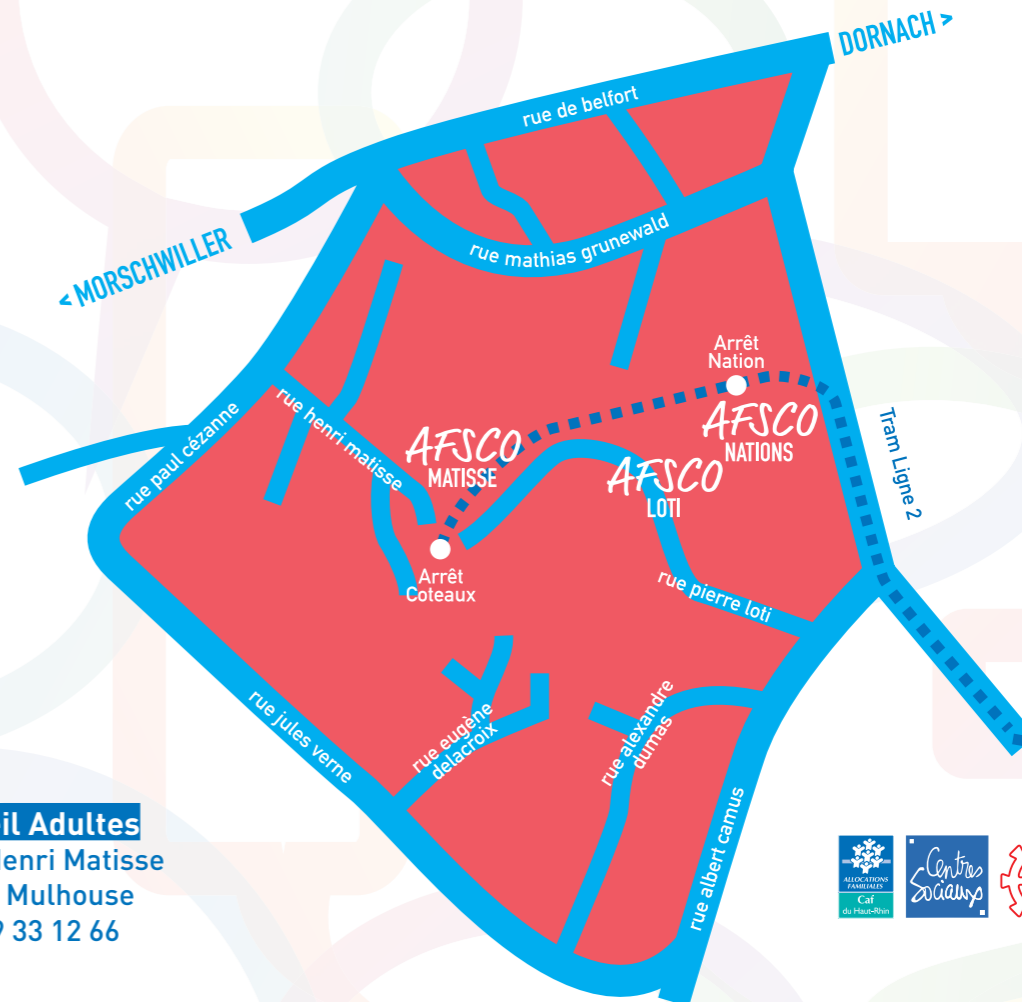 DORNACH >
rue de belfort
rue mathias grunewald
< MORSCHWILLER
Arrêt
Nation
rue paul cézanne
rue henri matisse
AFSCO
MATISSE
AFSCO
NATIONS
Tram Ligne 2
AFSCO
LOTI
Arrêt
Coteaux
rue pierre loti
rue jules verne
rue eugène
delacroix
rue alexandre
dumas
rue albert camus
Adultes
Henri Matisse
Mulhouse
33 12 66
ALLOCATIONS
FAMILIALES
Caf
du Haut-Rhin
Centres
Sociaux